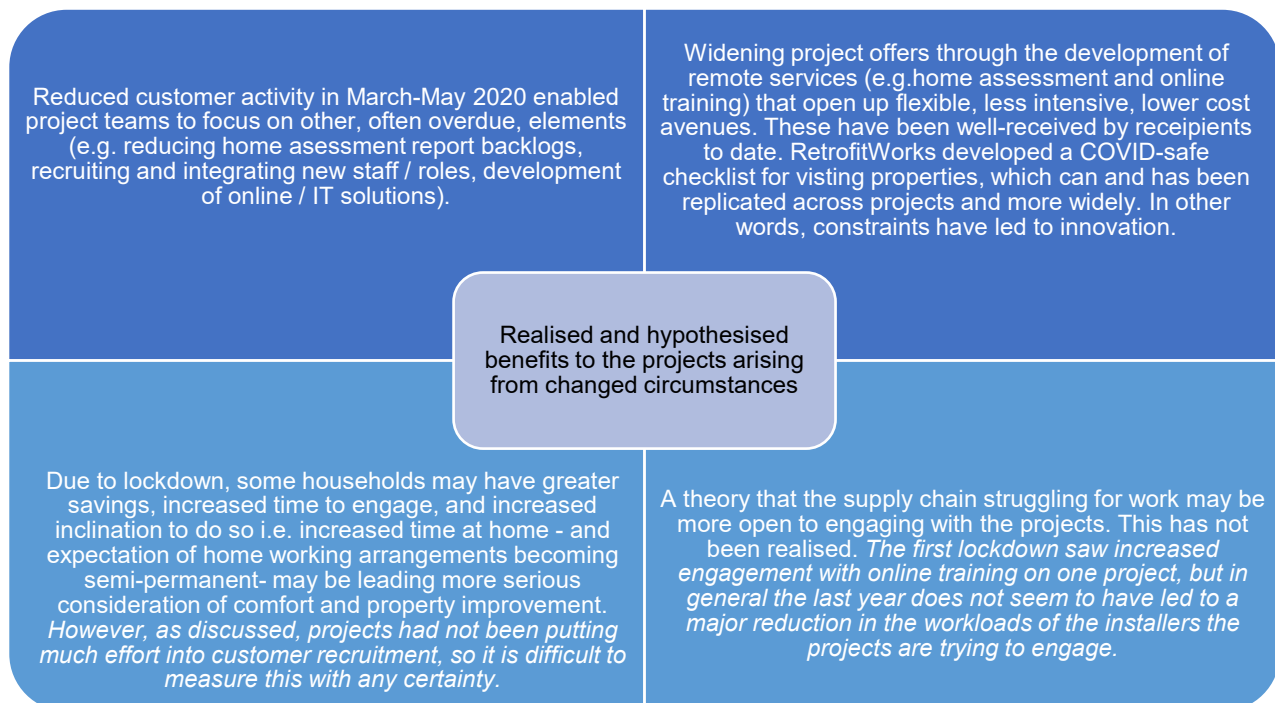 Reduced customer activity in March-May 2020 enabled
project teams to focus on other, often overdue, elements
(e.g. reducing home asessment report backlogs,
recruiting and integrating new staff / roles, development
of online / IT solutions).
Widening project offers through the development of
remote services (e.g.home assessment and online
training) that open up flexible, less intensive, lower cost
avenues. These have been well-received by receipients
to date. RetrofitWorks developed a COVID-safe
checklist for visting properties, which can and has been
replicated across projects and more widely. In other
words, constraints have led to innovation.
Realised and hypothesised
benefits to the projects arising
from changed circumstances
Due to lockdown, some households may have greater
savings, increased time to engage, and increased
inclination to do so i.e. increased time at home - and
expectation of home working arrangements becoming
semi-permanent- may be leading more serious
consideration of comfort and property improvement.
However, as discussed, projects had not been putting
much effort into customer recruitment, so it is difficult to
measure this with any certainty.
A theory that the supply chain struggling for work may be
more open to engaging with the projects. This has not
been realised. The first lockdown saw increased
engagement with online training on one project, but in
general the last year does not seem to have led to a
major reduction in the workloads of the installers the
projects are trying to engage.